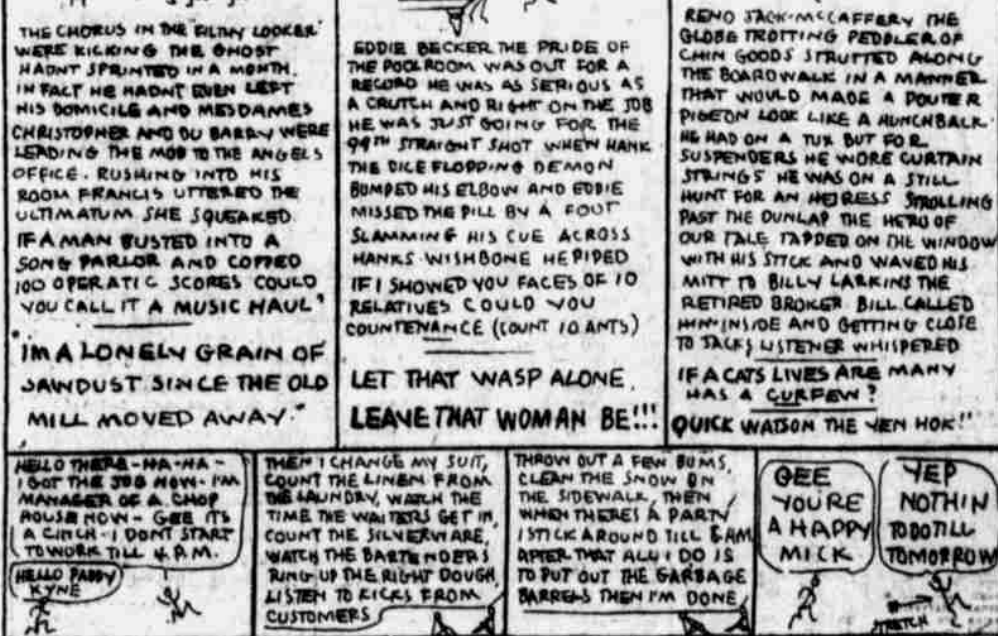 THE CHORUS IN THE "FILTHY LOOKER"
WERE KICKING THE GHOST
HADNT SPRINTED IN A MONTH.
IN FACT HE HADNT EVEN LEFT
HIS DOMICILE AND MESDAMES
CHRISTOPHER AND DU BARRY WERE
LEADING THE MOB TO THE ANGELS
OFFICE. RUSHING INTO HIS
ROOM FRANCIS UTTERED THE
ULTIMATUM SHE SQUEAKED.
IF A MAN BUSTED INTO A
SONG PARLOR AND COPPED
100 OPERATIC SCORES COULD
YOU CALL IT A MUSIC HAUL?
"IM A LONELY GRAIN OF
SAWDUST SINCE THE OLD
MILL MOVED AWAY."
EDDIE BECKER THE PRIDE OF
THE POOLROOM WAS OUT FOR A
RECORD HE WAS AS SERIOUS AS
A CRUTCH AND RIGHT ON THE JOB
HE WAS JUST GOING FOR THE
99TH STRAIGHT SHOT WHEN HANK
THE DICE FLOPPING DEMON
BUMPED HIS ELBOW AND EDDIE
MISSED THE PILL BY A FOOT
SLAMMING HIS CUE ACROSS
HANKS WISHBONE HE PIPED
IF I SHOWED YOU FACES OF 10
RELATIVES COULD YOU
COUNTENANCE (COUNT 10 ANTS)
LET THAT WASP ALONE.
LEAVE THAT WOMAN BE!!!
RENO JACK McCAFFERY THE
GLOBE TROTTING PEDDLER OF
CHIN GOODS STRUTTED ALONG
THE BOARDWALK IN A MANNER
THAT WOULD MADE A POUTER
PIGEON LOOK LIKE A HUNCHBACK.
HE HAD ON A TUX BUT FOR
SUSPENDERS HE WORE CURTAIN
STRINGS HE WAS ON A STILL
HUNT FOR AN HEIRESS STROLLING
PAST THE DUNLAP THE HERO OF
OUR TALE TAPPED ON THE WINDOW
WITH HIS STICK AND WAVED HIS
MITT TO BILLY LARKINS THE
RETIRED BROKER. BILL CALLED
HIM INSIDE AND GETTING CLOSE
TO JACKS LISTENER WHISPERED
IF A CATS LIVES ARE MANY
HAS A CURFEW?
QUICK WATSON THE YEN HOK!"
HELLO THERE - HA-HA -
I GOT THE JOB NOW - I'M
MANAGER OF A CHOP
HOUSE NOW - GEE ITS
A CINCH - I DONT START
TO WORK TILL 4 P.M.
HELLO PADDY
KYNE
THEN I CHANGE MY SUIT,
COUNT THE LINEN FROM
THE LAUNDRY, WATCH THE
TIME THE WAITERS GET IN,
COUNT THE SILVERWARE,
WATCH THE BARTENDERS
RING UP THE RIGHT DOUGH,
LISTEN TO KICKS FROM
CUSTOMERS
THROW OUT A FEW BUMS,
CLEAN THE SNOW ON
THE SIDEWALK, THEN
WHEN THERES A PARTY
I STICK AROUND TILL 6 AM
AFTER THAT ALL I DO IS
TO PUT OUT THE GARBAGE
BARRELS THEN I'M DONE
GEE
YOU'RE
A HAPPY
MICK
YEP
NOTHIN
TO DO TILL
TOMORROW
STRETCH